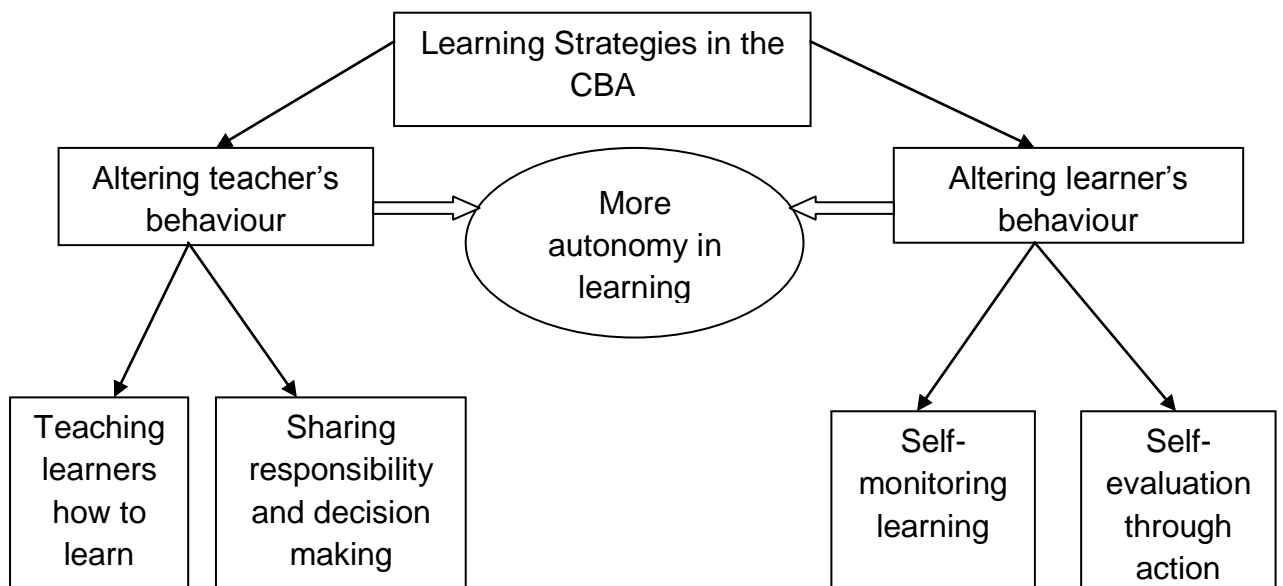 Learning Strategies in the
CBA
Altering teacher's
behaviour
More
autonomy in
learning
Altering learner's
behaviour
Teaching
learners
how to
learn
Sharing
responsibility
and decision
making
Self-
monitoring
learning
Self-
evaluation
through
action